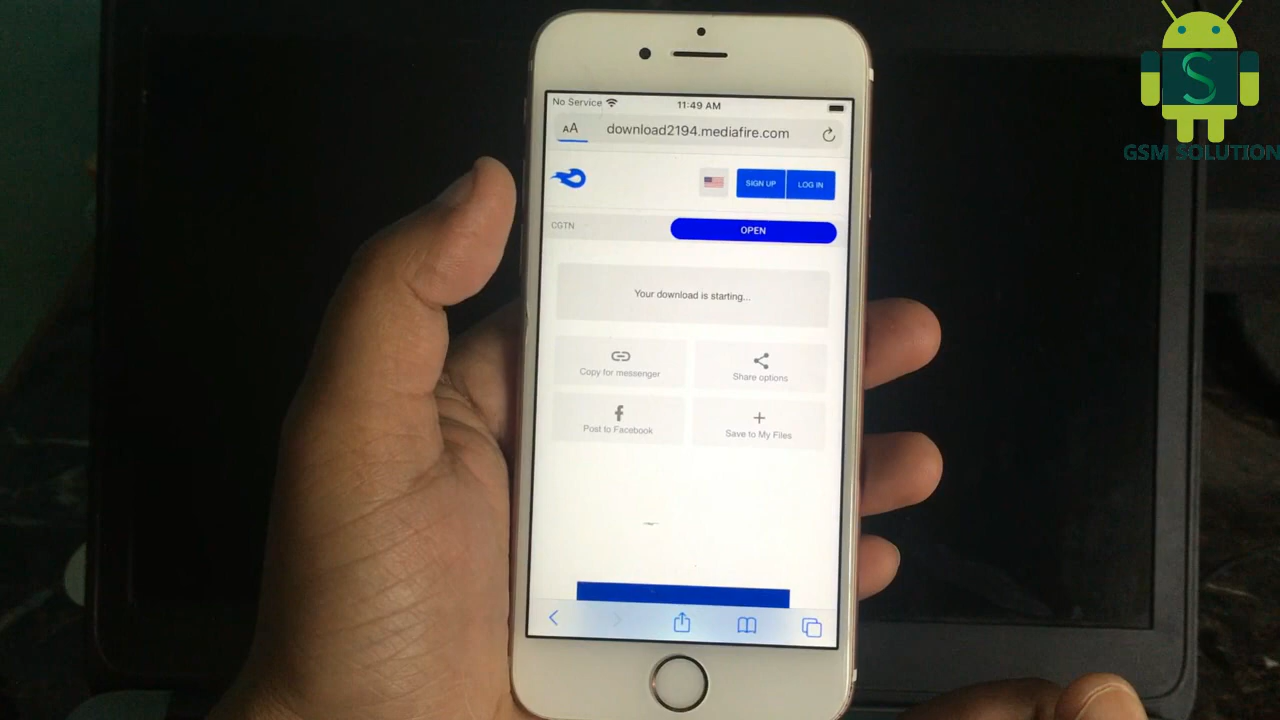 S
GSM SOLUTION
No Service
11:49 AM
AA
download2194.mediafire.com
SIGN UP
LOG IN
CGTN
OPEN
Your download is starting...
Copy for messenger
Share options
Post to Facebook
Save to My Files